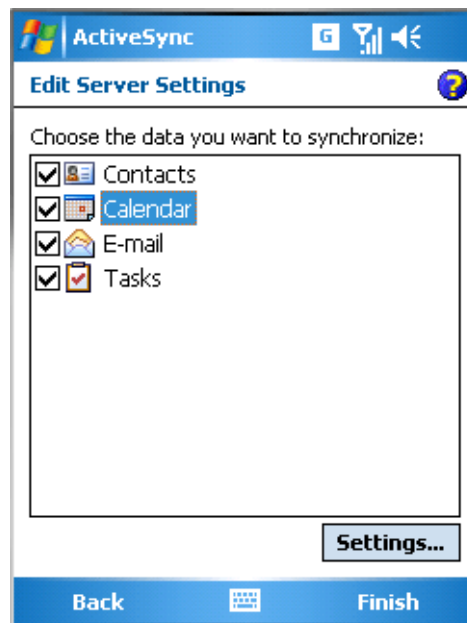 ActiveSync G
Edit Server Settings ?
Choose the data you want to synchronize:
Contacts
Calendar
E-mail
Tasks
Settings...
Back Finish